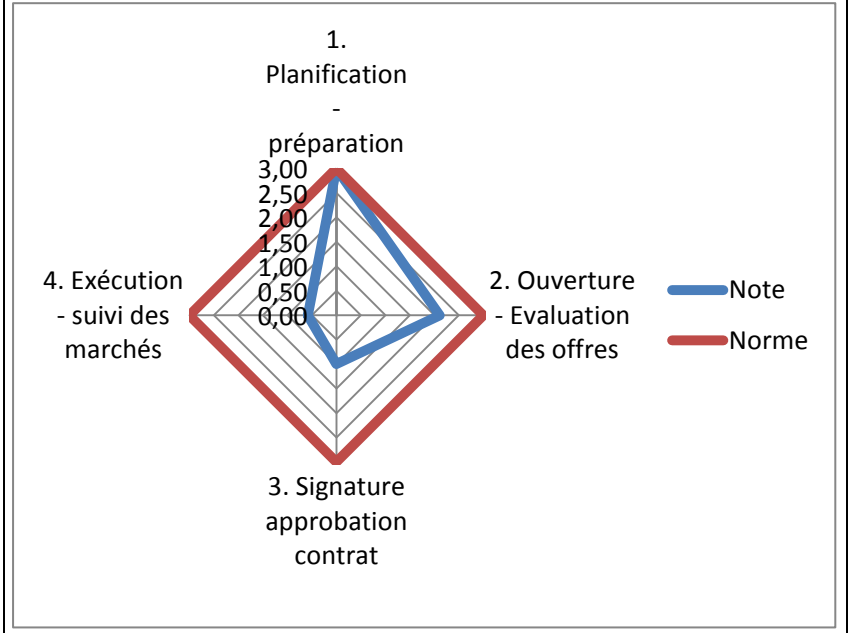 1.
Planification
-
préparation
3,00
2,50
2,00
1,50
1,00
0,50
0,00
4. Exécution
- suivi des
marchés
2. Ouverture
- Evaluation
des offres
Note
Norme
3. Signature
approbation
contrat